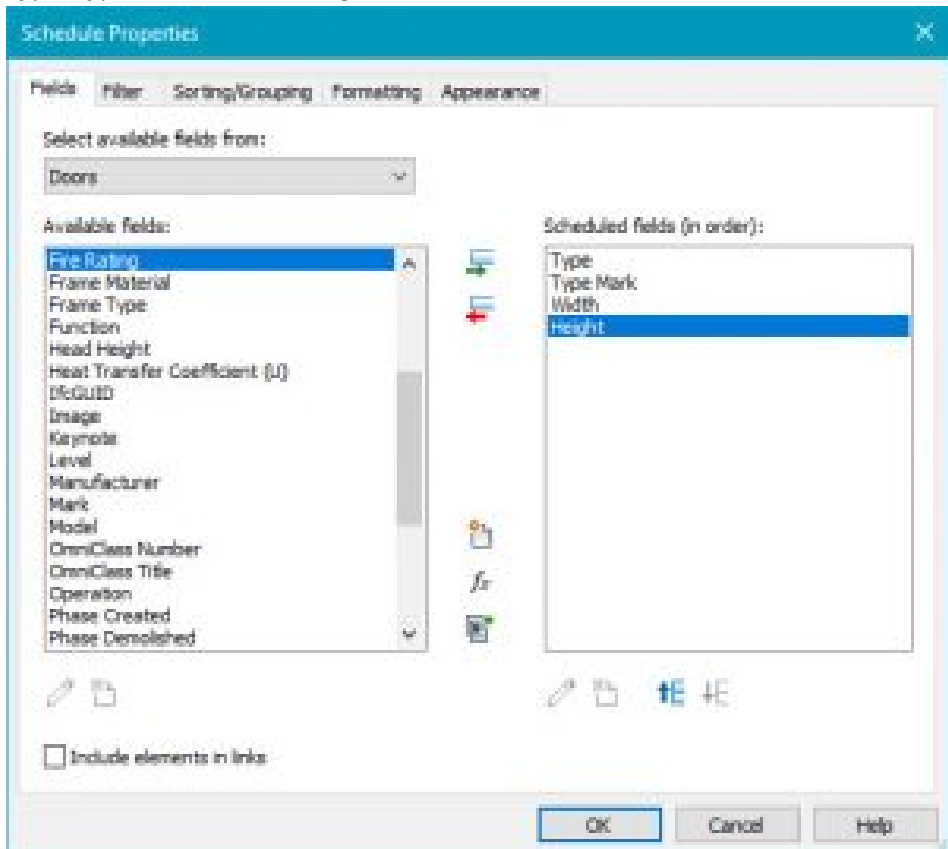 Schedule Properties
Fields Filter Sorting/Grouping Formatting Appearance
Select available fields from:
Doors
Available fields:
Fire Rating
Frame Material
Frame Type
Function
Head Height
Heat Transfer Coefficient (U)
IfcGUID
Image
Keynote
Level
Manufacturer
Mark
Model
OmniClass Number
OmniClass Title
Operation
Phase Created
Phase Demolished
Scheduled fields (in order):
Type
Type Mark
Width
Height
Include elements in links
OK Cancel Help